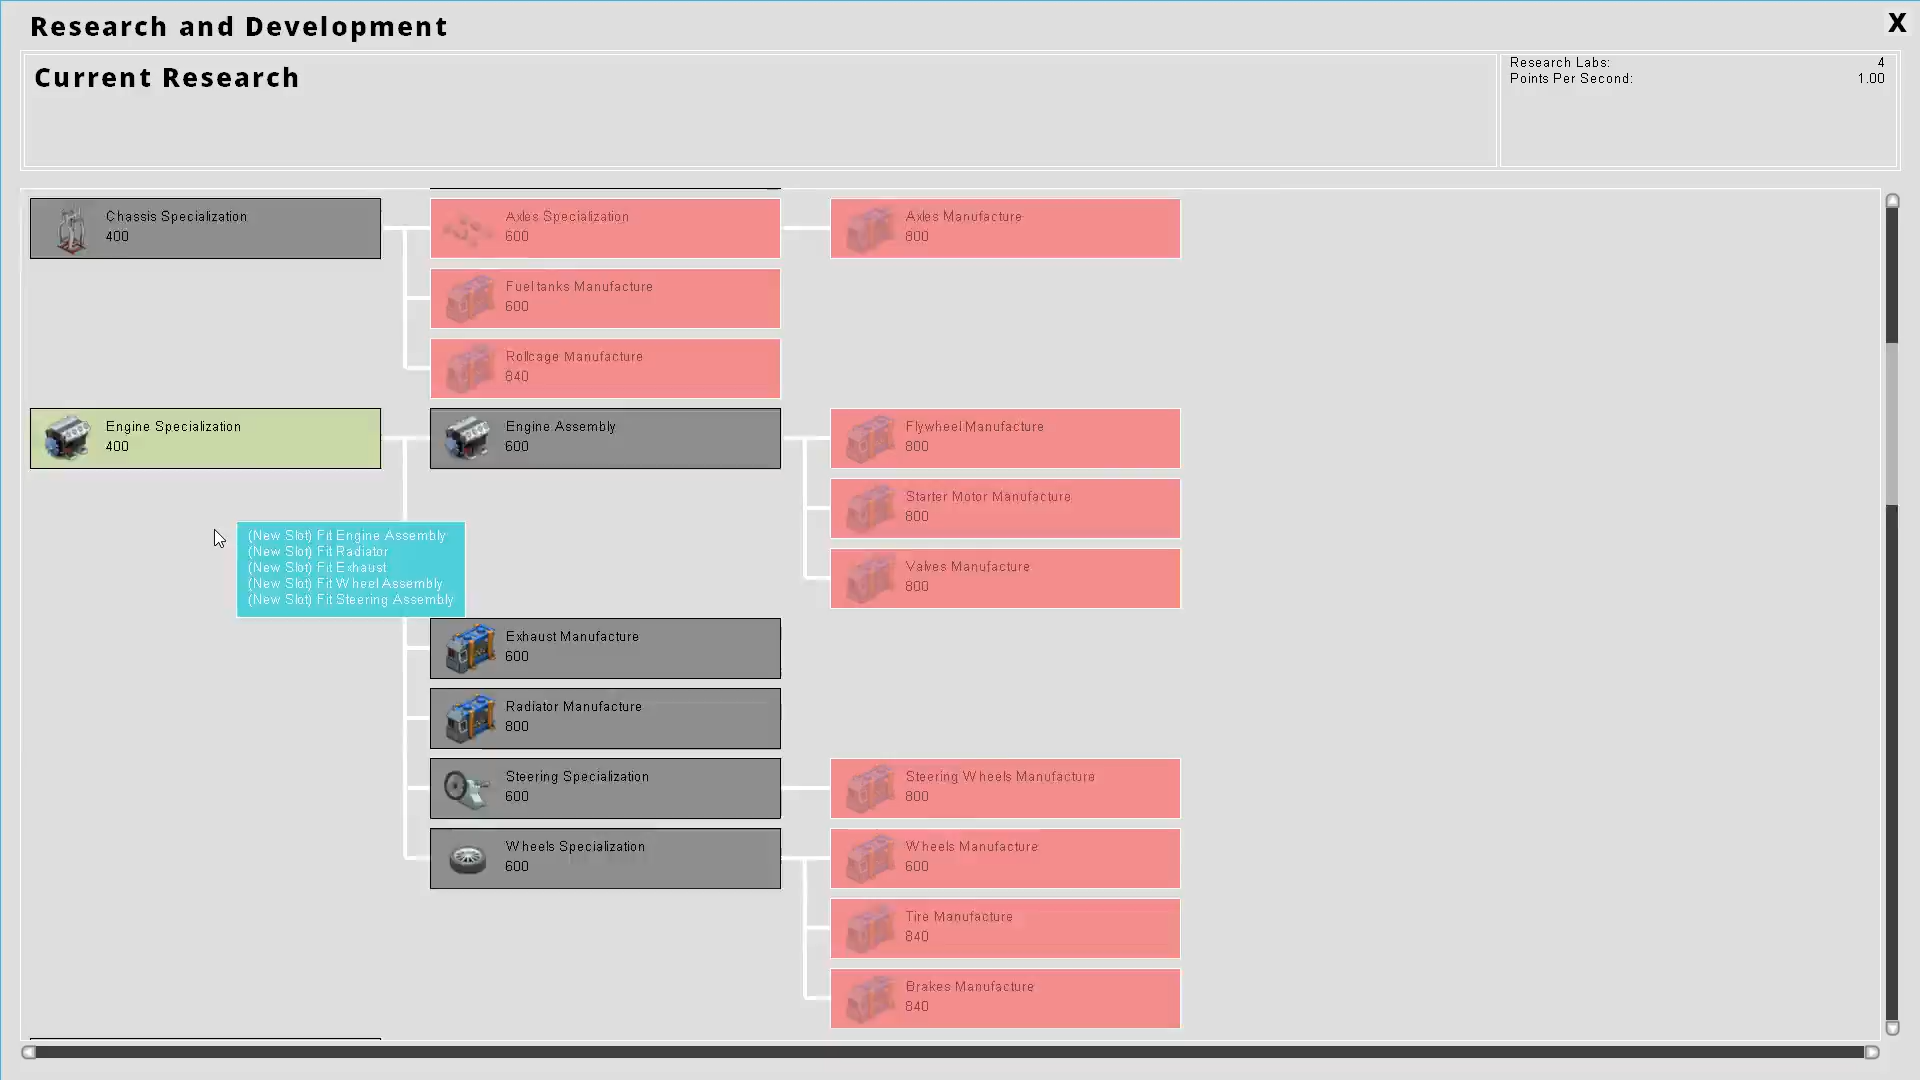 Research and Development
X
Current Research
Research Labs: 4
Points Per Second: 1.00
Chassis Specialization
400
Axles Specialization
600
Axles Manufacture
800
Fuel tanks Manufacture
600
Rollcage Manufacture
840
Engine Specialization
400
Engine Assembly
600
Flywheel Manufacture
800
Starter Motor Manufacture
800
(New Slot) Fit Engine Assembly
(New Slot) Fit Radiator
(New Slot) Fit Exhaust
(New Slot) Fit Wheel Assembly
(New Slot) Fit Steering Assembly
Valves Manufacture
800
Exhaust Manufacture
600
Radiator Manufacture
800
Steering Specialization
600
Steering Wheels Manufacture
800
Wheels Specialization
600
Wheels Manufacture
600
Tire Manufacture
840
Brakes Manufacture
840